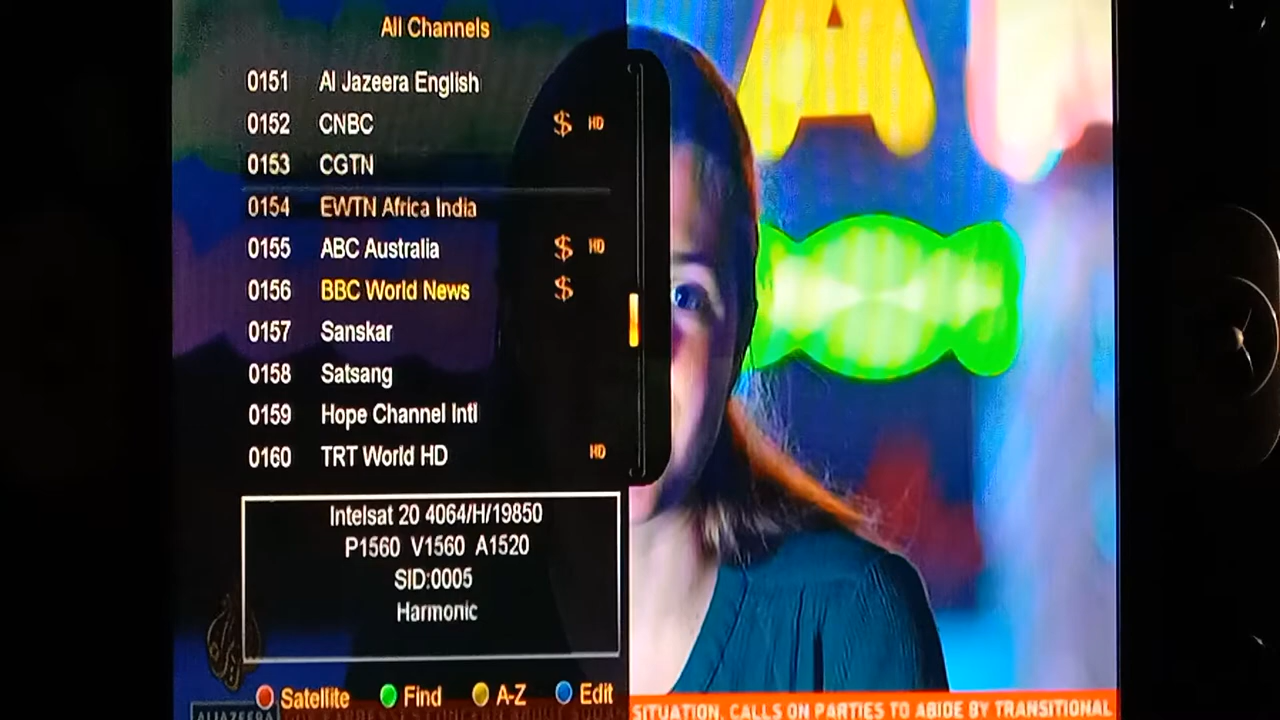 All Channels
0151 Al Jazeera English
0152 CNBC $ HD
0153 CGTN
0154 EWTN Africa India
0155 ABC Australia $ HD
0156 BBC World News $
0157 Sanskar
0158 Satsang
0159 Hope Channel Intl
0160 TRT World HD HD
Intelsat 20 4064/H/19850
P1560 V1560 A1520
SID:0005
Harmonic
Satellite Find A-Z Edit
ALJAZEERA
SITUATION, CALLS ON PARTIES TO ABIDE BY TRANSITIONAL
A